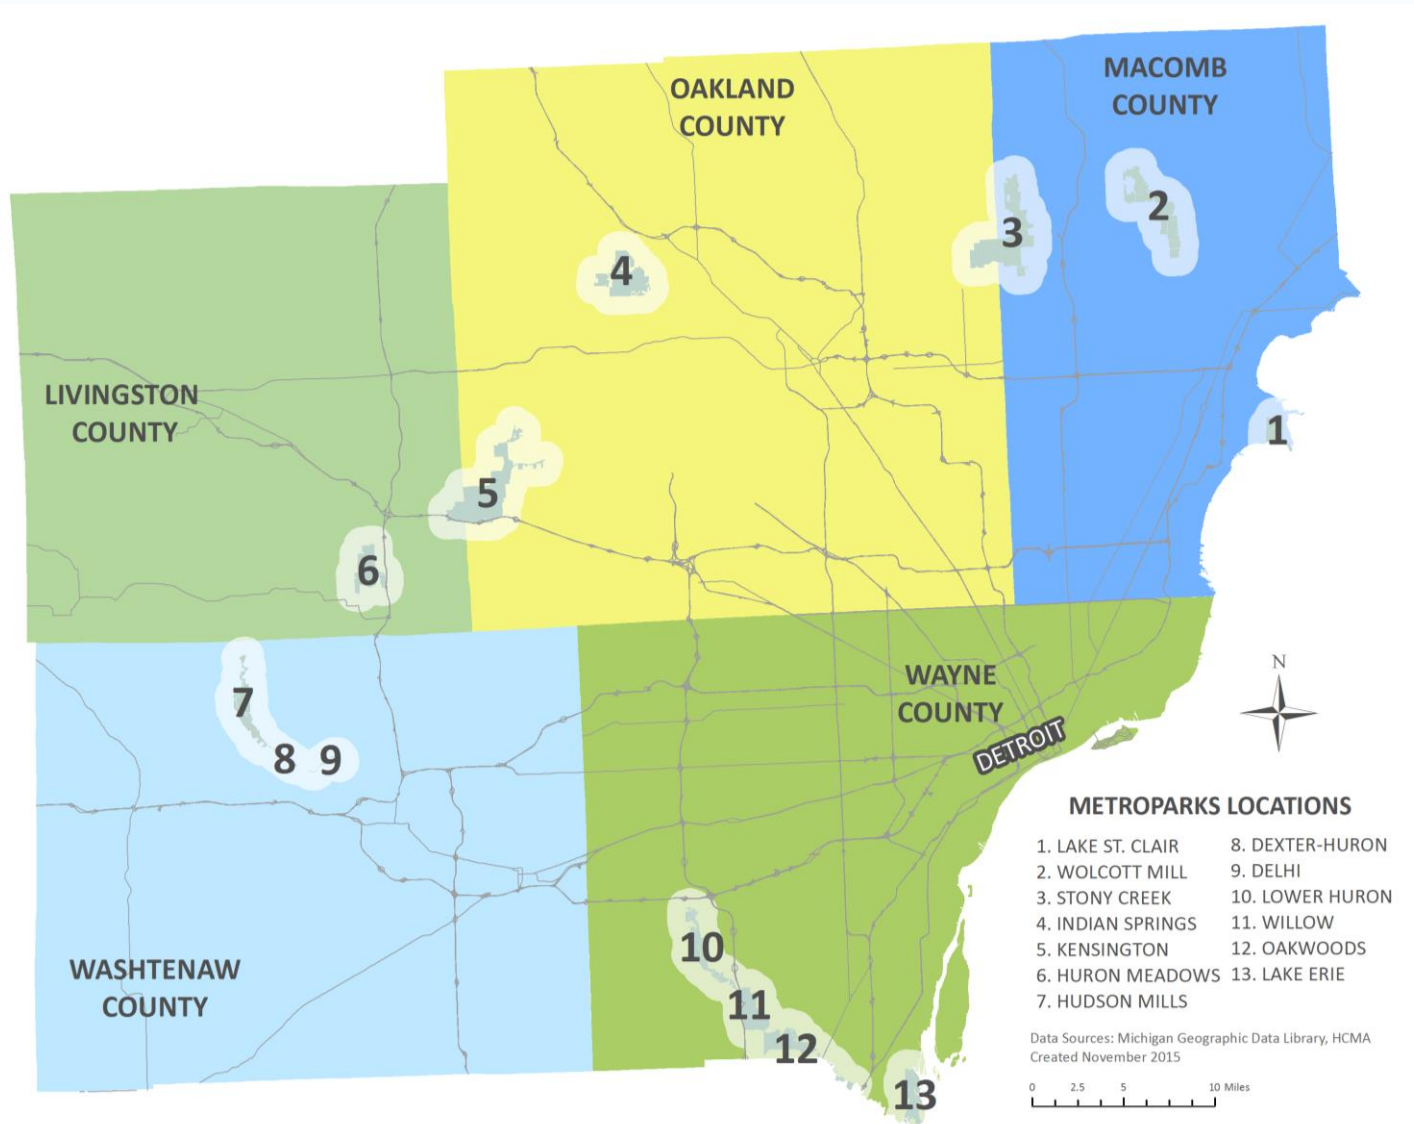 OAKLAND
COUNTY
MACOMB
COUNTY
2
3
4
LIVINGSTON
COUNTY
1
5
6
WAYNE
COUNTY
N
7
8
9
DETROIT
WASHTENAW
COUNTY
10
11
12
13
METROPARKS LOCATIONS
1. LAKE ST. CLAIR
2. WOLCOTT MILL
3. STONY CREEK
4. INDIAN SPRINGS
5. KENSINGTON
6. HURON MEADOWS
7. HUDSON MILLS
8. DEXTER-HURON
9. DELHI
10. LOWER HURON
11. WILLOW
12. OAKWOODS
13. LAKE ERIE
Data Sources: Michigan Geographic Data Library, HCMA
Created November 2015
0 2.5 5 10 Miles